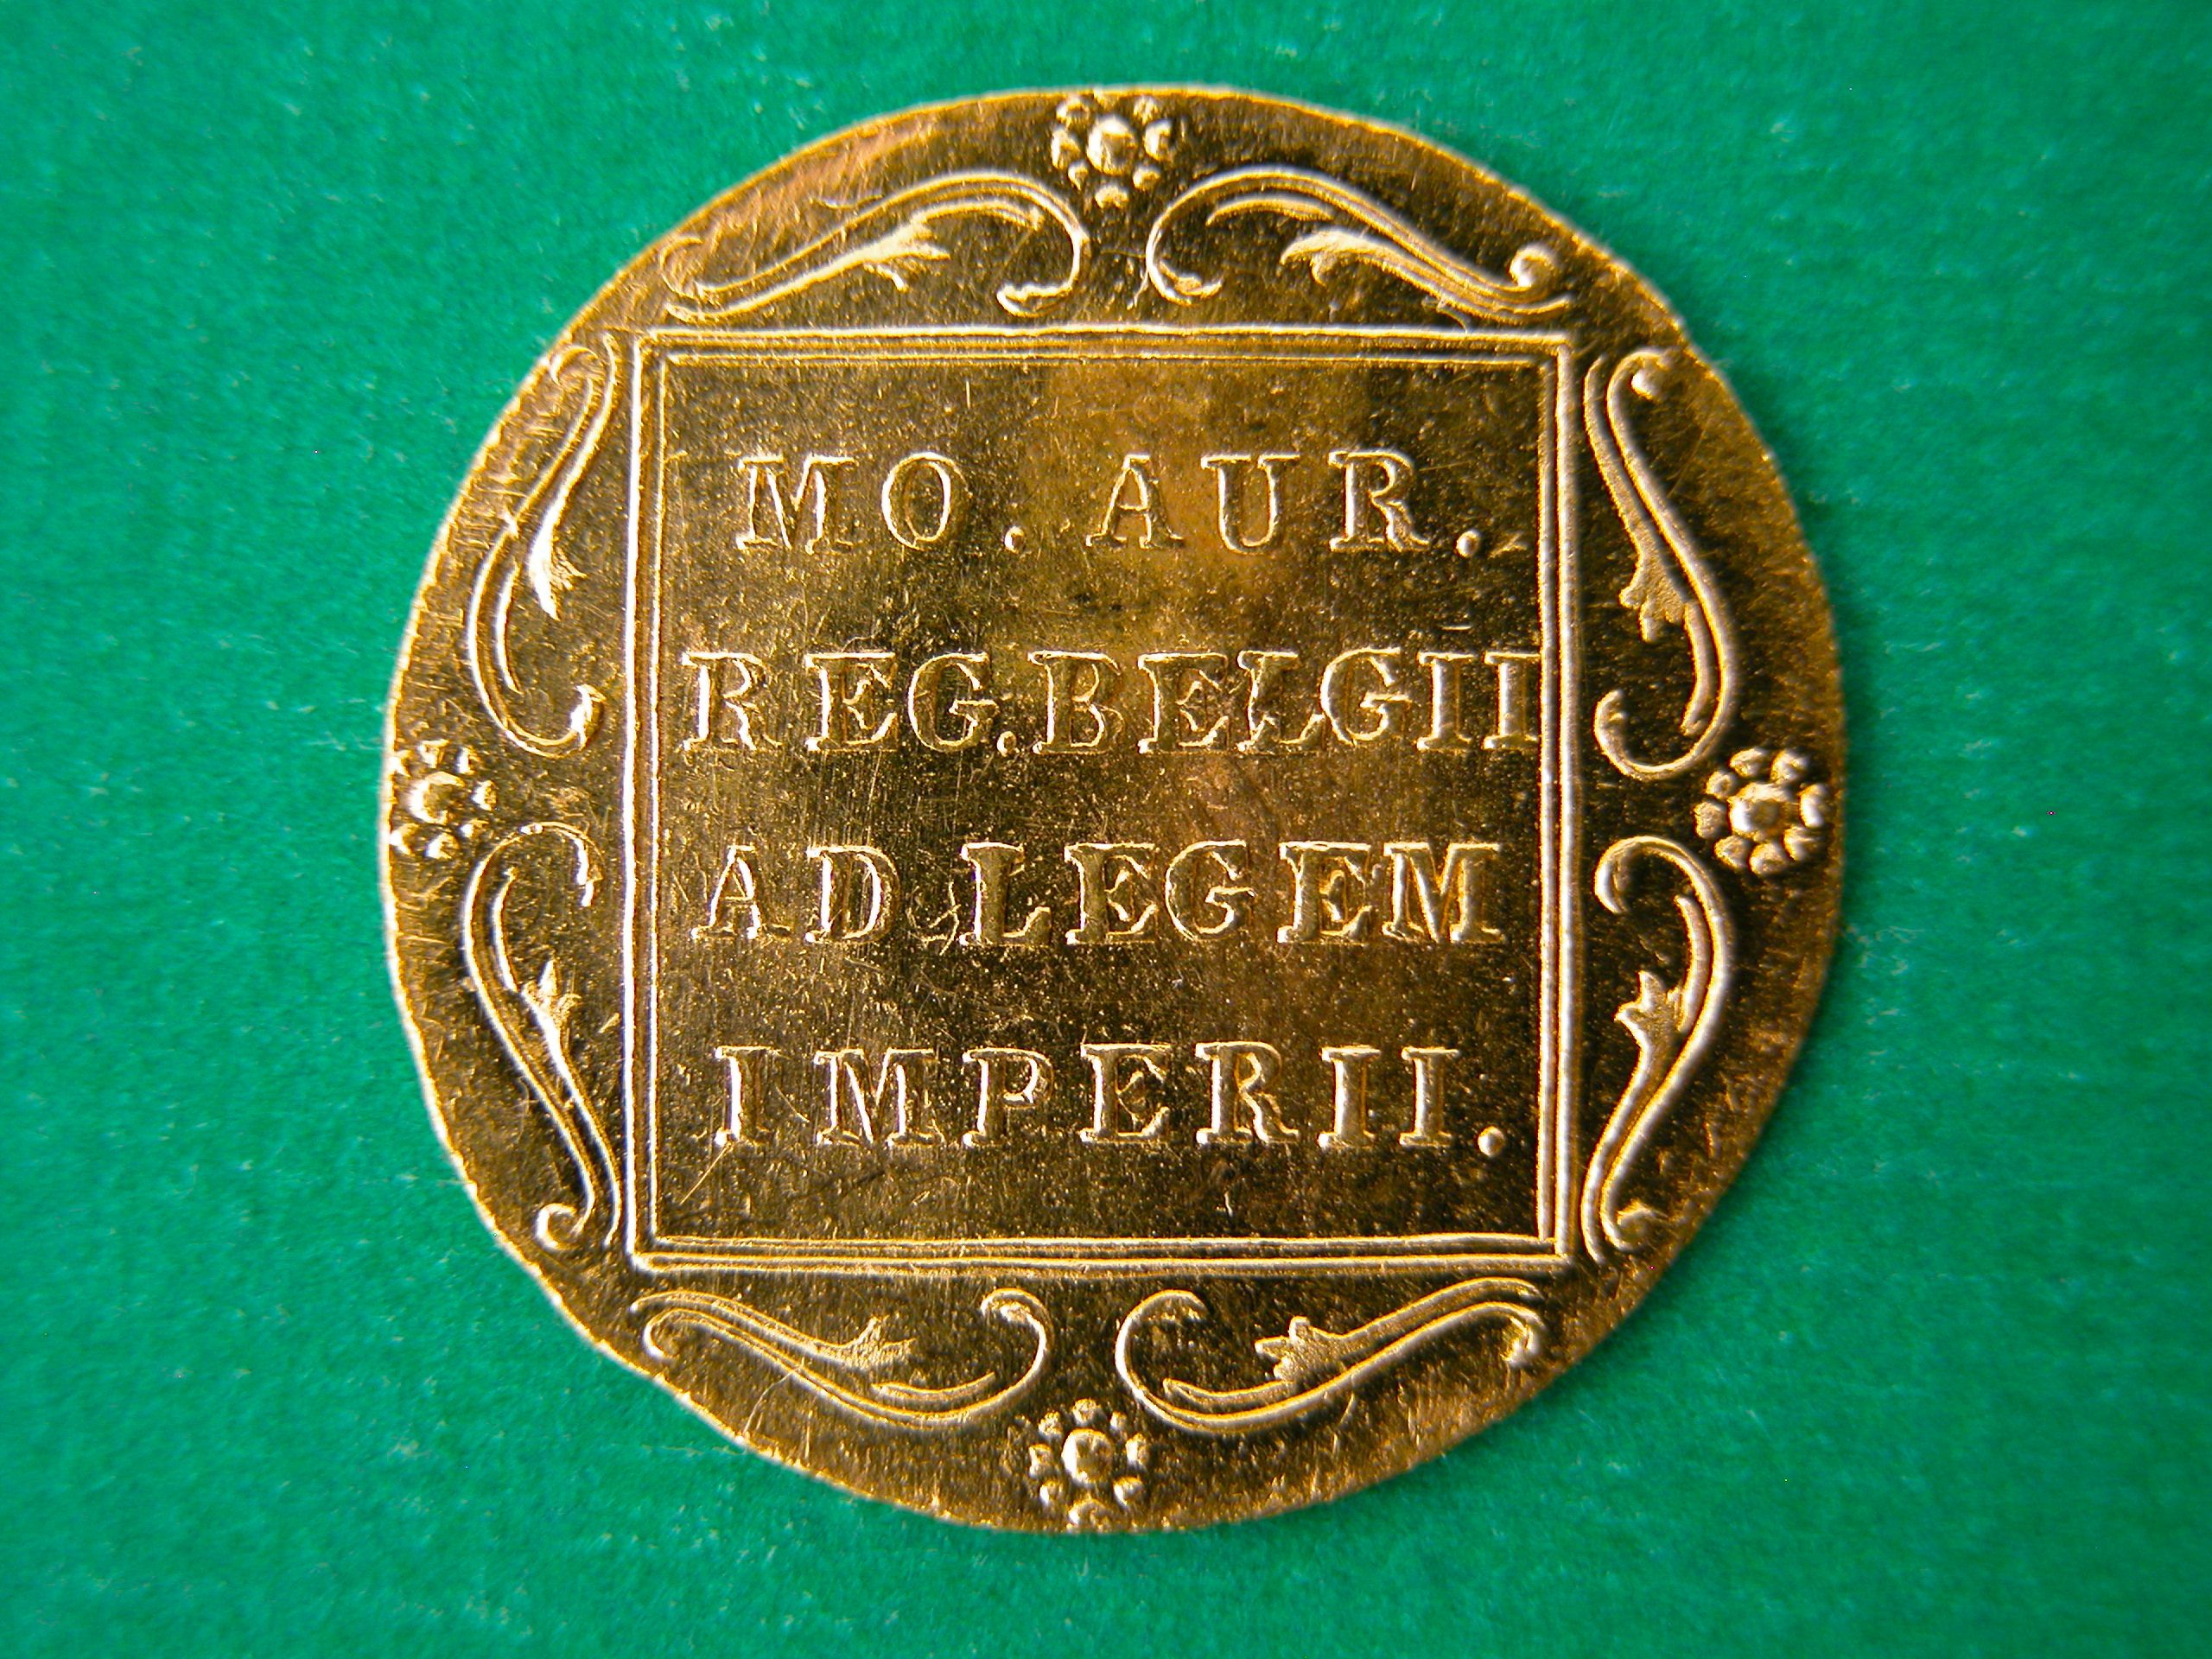 MO. AUR.
REG.BELGII
AD LEGEM
IMPERII.